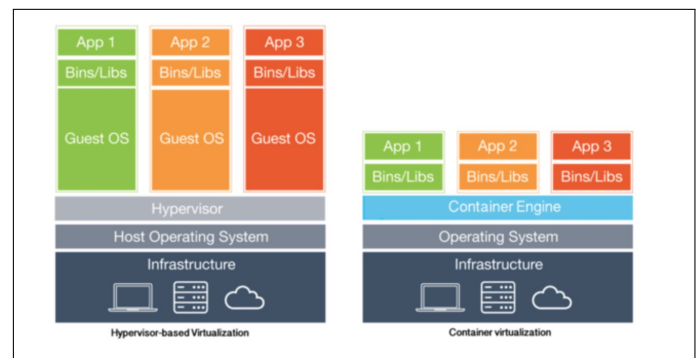 App 1
App 2
App 3
Bins/Libs
Bins/Libs
Bins/Libs
Guest OS
Guest OS
Guest OS
Hypervisor
Host Operating System
Infrastructure
Hypervisor-based Virtualization
App 1
App 2
App 3
Bins/Libs
Bins/Libs
Bins/Libs
Container Engine
Operating System
Infrastructure
Container virtualization